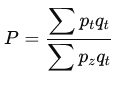 $P = \frac{\sum p_t q_t}{\sum p_z q_t}$